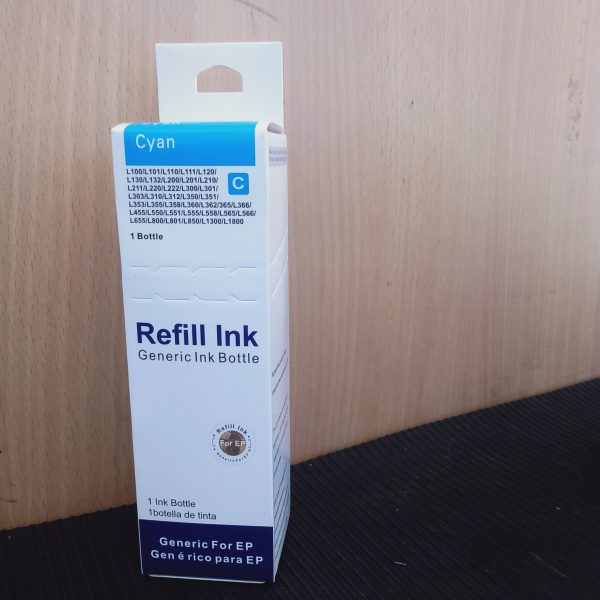 Cyan
L100/L101/L110/L111/L120/
L130/L132/L200/L201/L210/
L211/L220/L222/L300/L301/
L303/L310/L312/L350/L351/
L353/L355/L358/L360/L362/365/L366/
L455/L550/L551/L555/L558/L565/L566/
L655/L800/L801/L850/L1300/L1800
C
1 Bottle
Refill Ink
Generic Ink Bottle
Refill Ink
For EP
1 Ink Bottle
1botella de tinta
Generic For EP
Gen é rico para EP